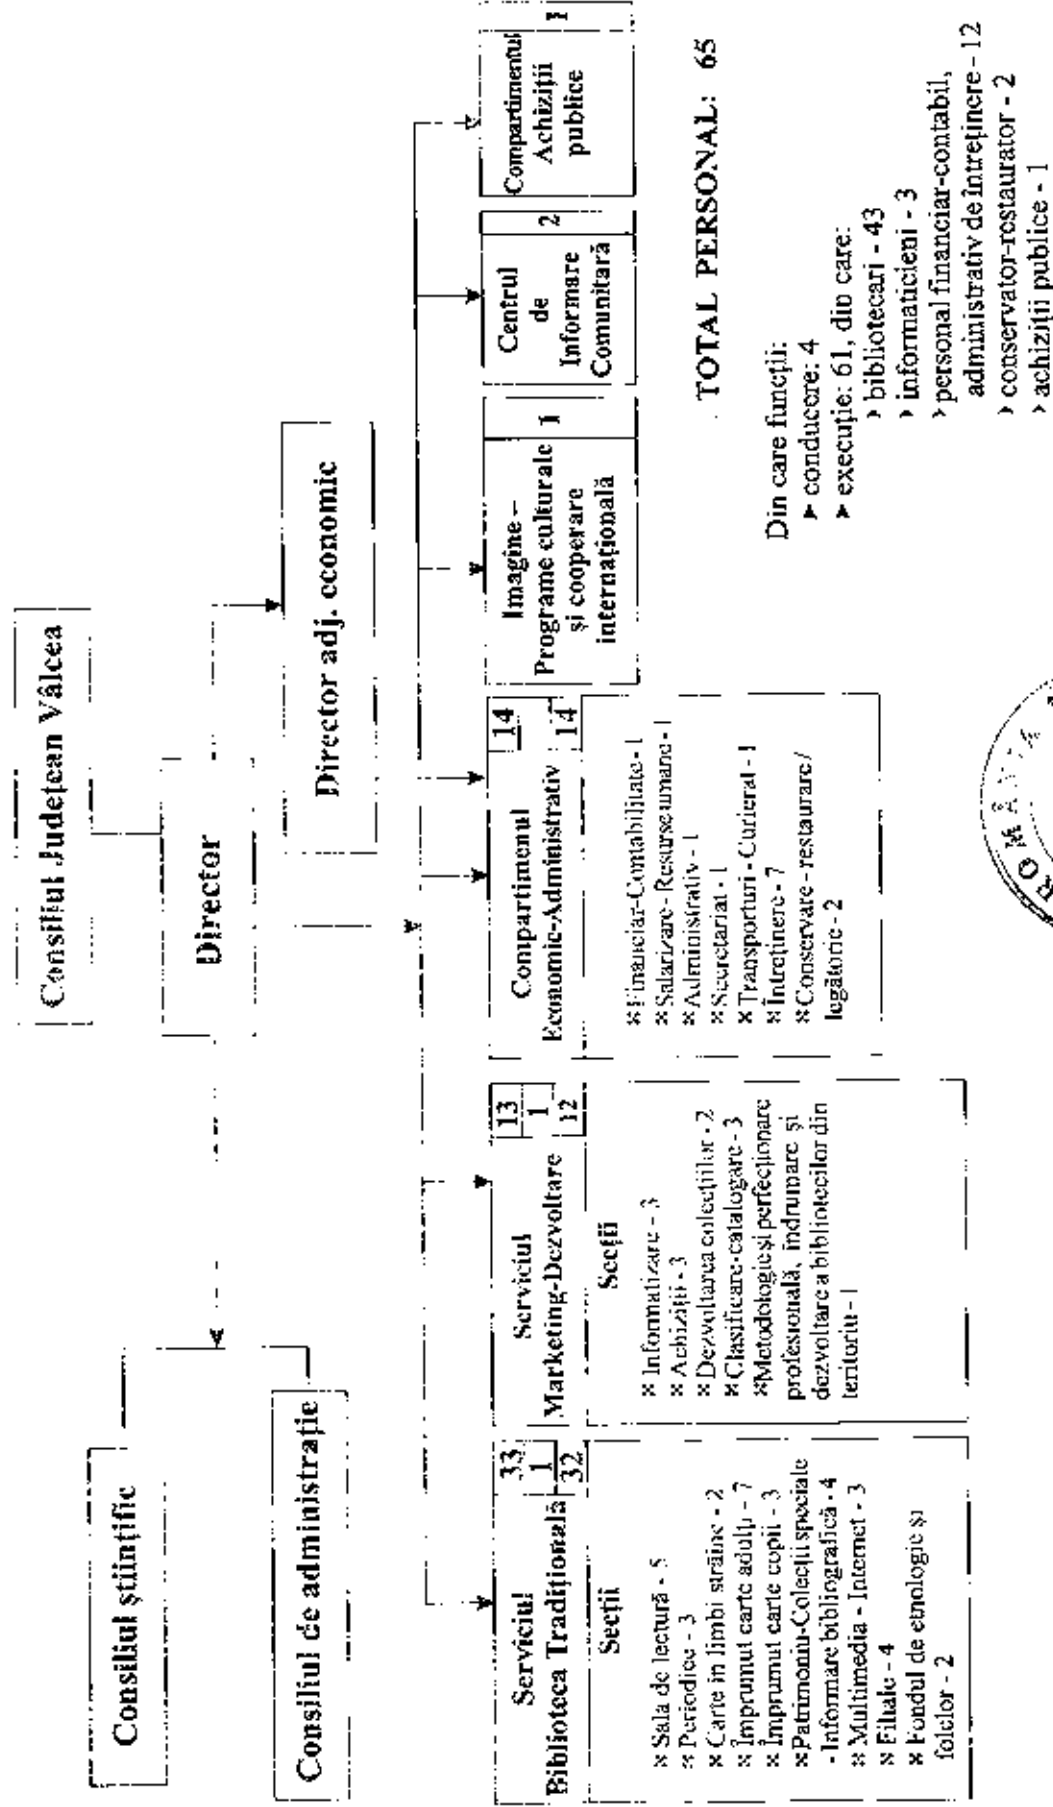 Consiliul Județean Vâlcea
Director
Director adj. economic
Consiliul științific
Consiliul de administrație
Serviciul
Biblioteca Tradițională
33
1
32
Secții
× Sala de lectură - 5
× Periodice - 3
× Carte în limbi străine - 2
× Împrumut carte adulți - 7
× Împrumut carte copii - 3
×Patrimoniu-Colecții speciale
- Informare bibliografică - 4
× Multimedia - Internet - 3
× Filiale - 4
× Fondul de etnologie și
folclor - 2
Serviciul
Marketing-Dezvoltare
13
1
12
Secții
× Informatizare - 3
× Achiziții - 3
×Dezvoltarea colecțiilor - 2
×Clasificare-catalogare - 3
×Metodologie și perfecționare
profesională, îndrumare și
dezvoltare a bibliotecilor din
teritoriu - 1
Compartimenul
Economic-Administrativ
14
14
×Financiar-Contabilitate - 1
×Salarizare - Resurse umane - 1
×Administrativ - 1
×Secretariat - 1
×Transporturi - Curierat - 1
×Întreținere - 7
×Conservare - restaurare /
legătorie - 2
Imagine –
Programe culturale
și cooperare
internațională
1
Centrul
de
Informare
Comunitară
2
Compartimentul
Achiziții
publice
1
TOTAL PERSONAL: 65
Din care funcții:
➤ conducere: 4
➤ execuție: 61, din care:
› bibliotecari - 43
› informaticieni - 3
› personal financiar-contabil,
administrativ de întreținere - 12
› conservator-restaurator - 2
› achiziții publice - 1
ROMÂNIA